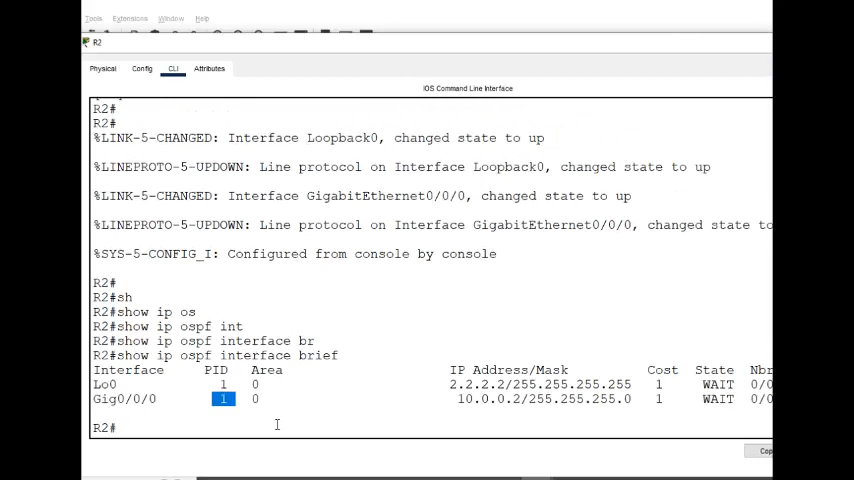 Tools Extensions Window Help
R2
Physical Config CLI Attributes
IOS Command Line Interface
R2#
R2#
%LINK-5-CHANGED: Interface Loopback0, changed state to up
%LINEPROTO-5-UPDOWN: Line protocol on Interface Loopback0, changed state to up
%LINK-5-CHANGED: Interface GigabitEthernet0/0/0, changed state to up
%LINEPROTO-5-UPDOWN: Line protocol on Interface GigabitEthernet0/0/0, changed state to
%SYS-5-CONFIG_I: Configured from console by console
R2#
R2#sh
R2#show ip os
R2#show ip ospf int
R2#show ip ospf interface br
R2#show ip ospf interface brief
Interface PID Area IP Address/Mask Cost State Nbr
Lo0 1 0 2.2.2.2/255.255.255.255 1 WAIT 0/0
Gig0/0/0 1 0 10.0.0.2/255.255.255.0 1 WAIT 0/0
R2#
Cop